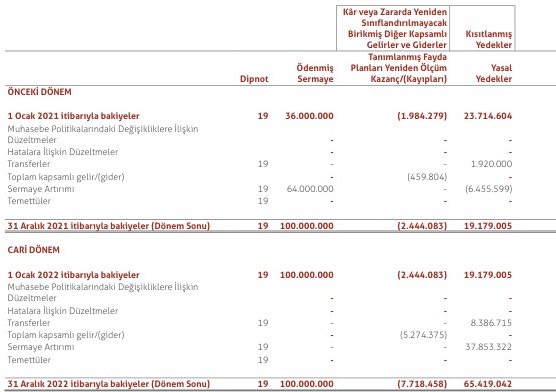 Kâr veya Zararda Yeniden
Sınıflandırılmayacak
Birikmiş Diğer Kapsamlı
Gelirler ve Giderler
Kısıtlanmış
Yedekler
Dipnot
Ödenmiş
Sermaye
Tanımlanmış Fayda
Planları Yeniden Ölçüm
Kazanç/(Kayıpları)
Yasal
Yedekler
ÖNCEKİ DÖNEM
1 Ocak 2021 itibarıyla bakiyeler 19 36.000.000 (1.984.279) 23.714.604
Muhasebe Politikalarındaki Değişikliklere İlişkin
Düzeltmeler - - -
Hatalara İlişkin Düzeltmeler - - -
Transferler 19 - - 1.920.000
Toplam kapsamlı gelir/(gider) - (459.804) -
Sermaye Artırımı 19 64.000.000 - (6.455.599)
Temettüler 19 - - -
31 Aralık 2021 itibarıyla bakiyeler (Dönem Sonu) 19 100.000.000 (2.444.083) 19.179.005
CARİ DÖNEM
1 Ocak 2022 itibarıyla bakiyeler 19 100.000.000 (2.444.083) 19.179.005
Muhasebe Politikalarındaki Değişikliklere İlişkin
Düzeltmeler - - -
Hatalara İlişkin Düzeltmeler - - -
Transferler 19 - - 8.386.715
Toplam kapsamlı gelir/(gider) - (5.274.375) -
Sermaye Artırımı 19 - - 37.853.322
Temettüler 19 - - -
31 Aralık 2022 itibarıyla bakiyeler (Dönem Sonu) 19 100.000.000 (7.718.458) 65.419.042